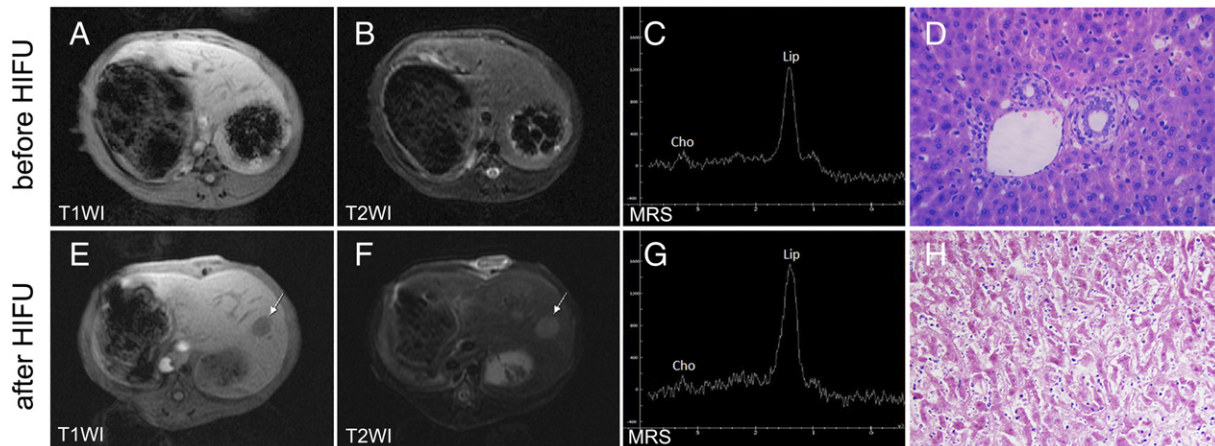 before HIFU
A
T1WI
B
T2WI
C
Lip
Cho
MRS
D
after HIFU
E
T1WI
F
T2WI
G
Lip
Cho
MRS
H